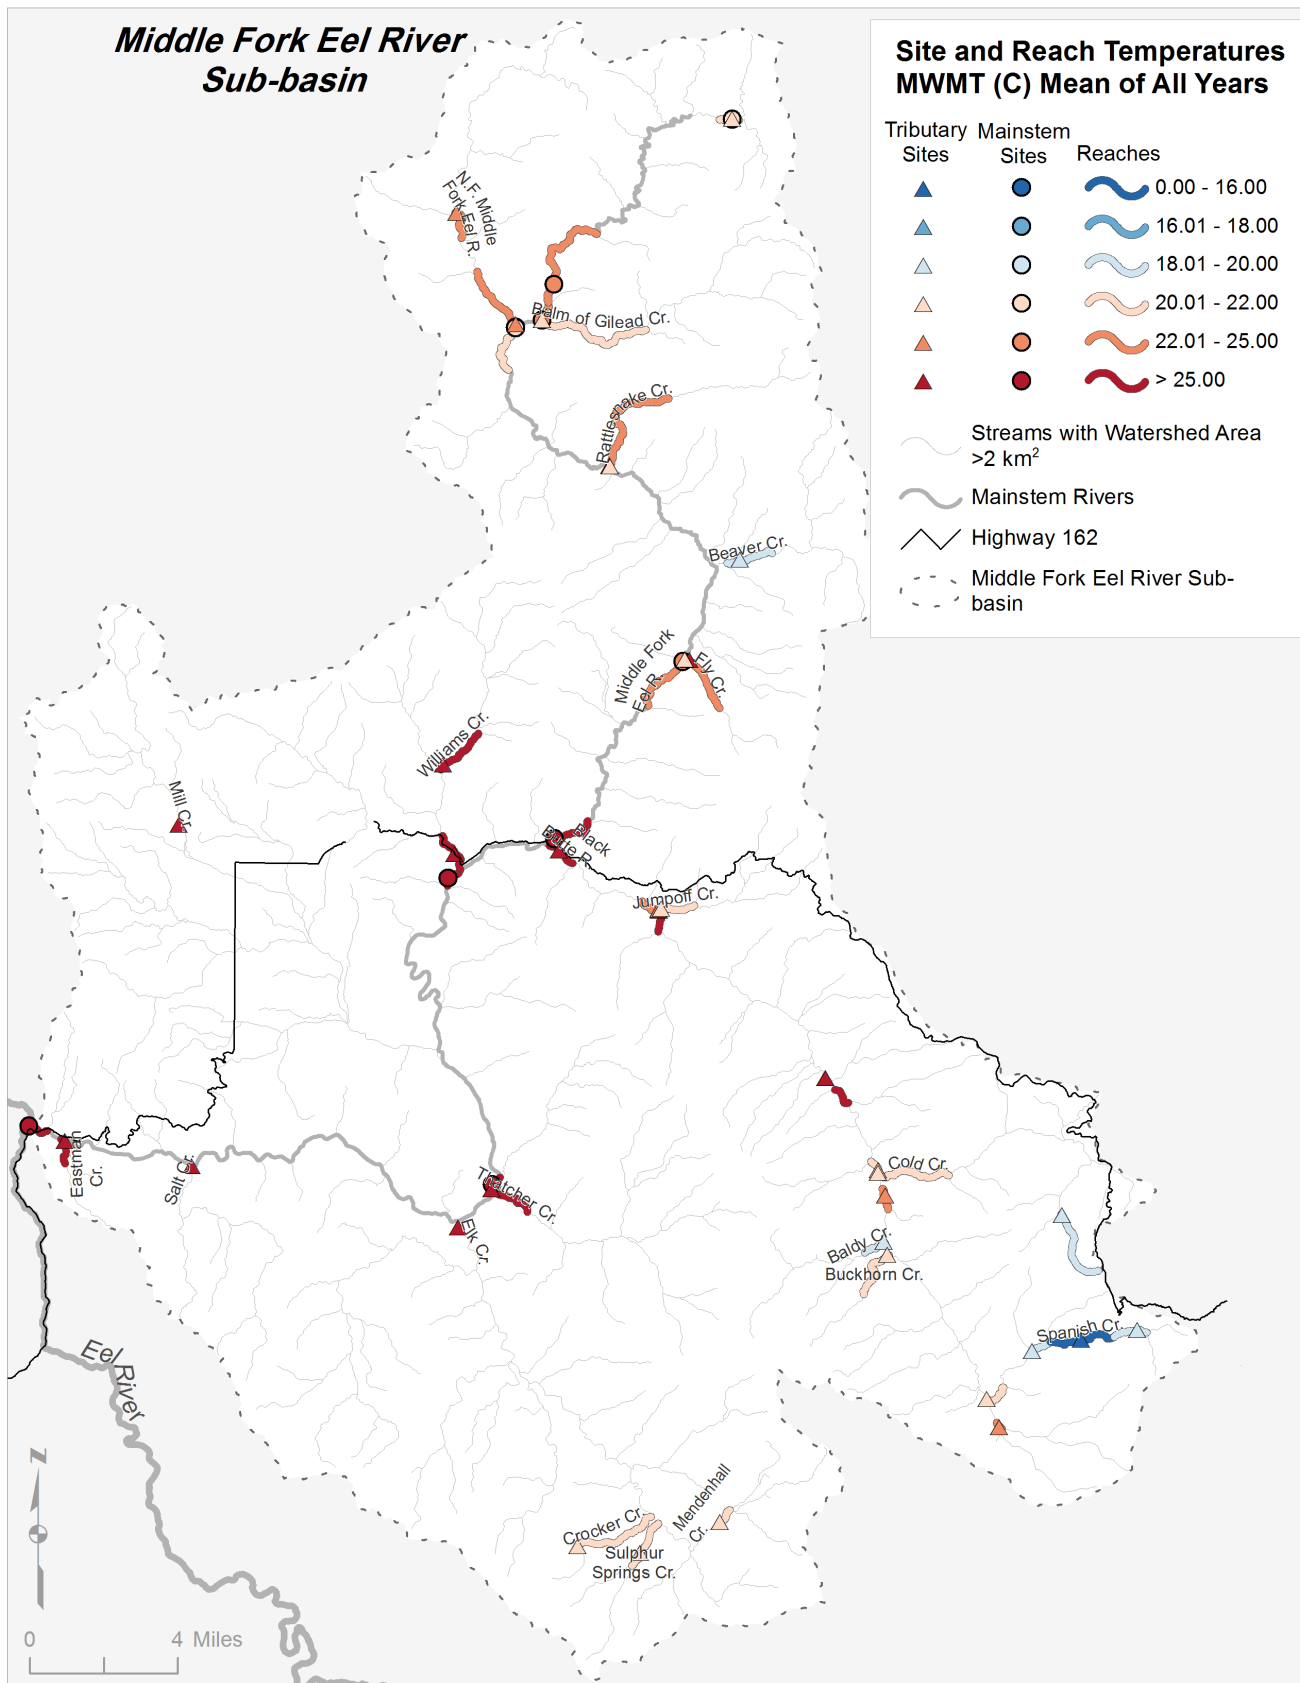 Middle Fork Eel River
Sub-basin
Site and Reach Temperatures
MWMT (C) Mean of All Years
Tributary
Sites
Mainstem
Sites
Reaches
0.00 - 16.00
16.01 - 18.00
18.01 - 20.00
20.01 - 22.00
22.01 - 25.00
> 25.00
Streams with Watershed Area
>2 km²
Mainstem Rivers
Highway 162
Middle Fork Eel River Sub-
basin
N.F. Middle
Fork Eel R.
Balm of Gilead Cr.
Rattlesnake Cr.
Beaver Cr.
Middle Fork
Eel R.
Fly Cr.
Williams Cr.
Mill Cr.
Black
Butte R.
Jumpoff Cr.
Eastman
Cr.
Salt Cr.
Thatcher Cr.
Elk Cr.
Cold Cr.
Baldy Cr.
Buckhorn Cr.
Spanish Cr.
Eel River
Mendenhall
Cr.
Crocker Cr.
Sulphur
Springs Cr.
N
0
4 Miles